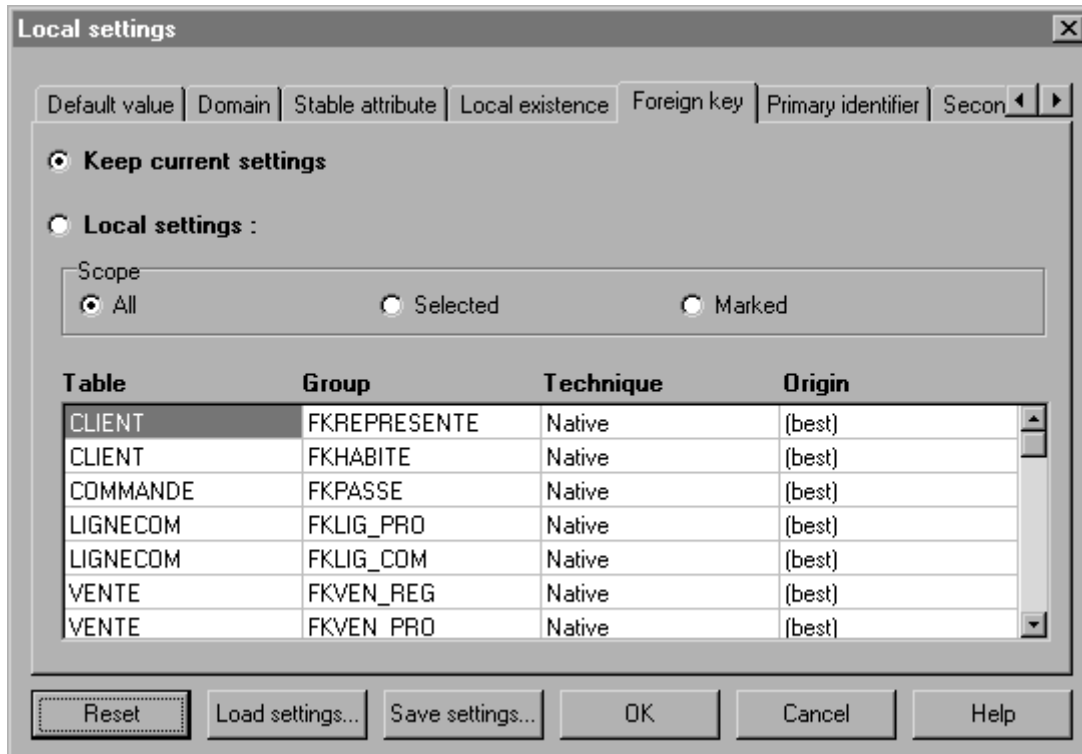 Local settings
Default value Domain Stable attribute Local existence Foreign key Primary identifier Secon
Keep current settings
Local settings :
Scope
All Selected Marked
Table Group Technique Origin
CLIENT FKREPRESENTE Native (best)
CLIENT FKHABITE Native (best)
COMMANDE FKPASSE Native (best)
LIGNECOM FKLIG_PRO Native (best)
LIGNECOM FKLIG_COM Native (best)
VENTE FKVEN_REG Native (best)
VENTE FKVEN_PRO Native (best)
Reset Load settings... Save settings... OK Cancel Help